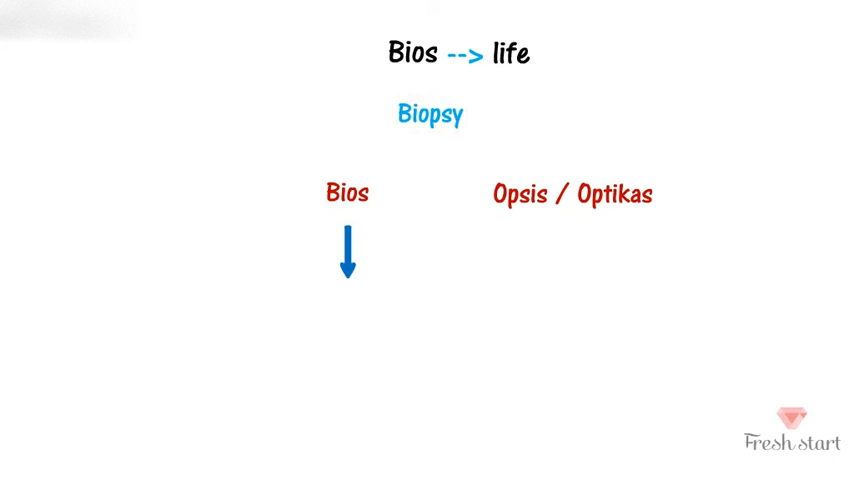 Bios --> life
Biopsy
Bios Opsis / Optikas
Fresh start